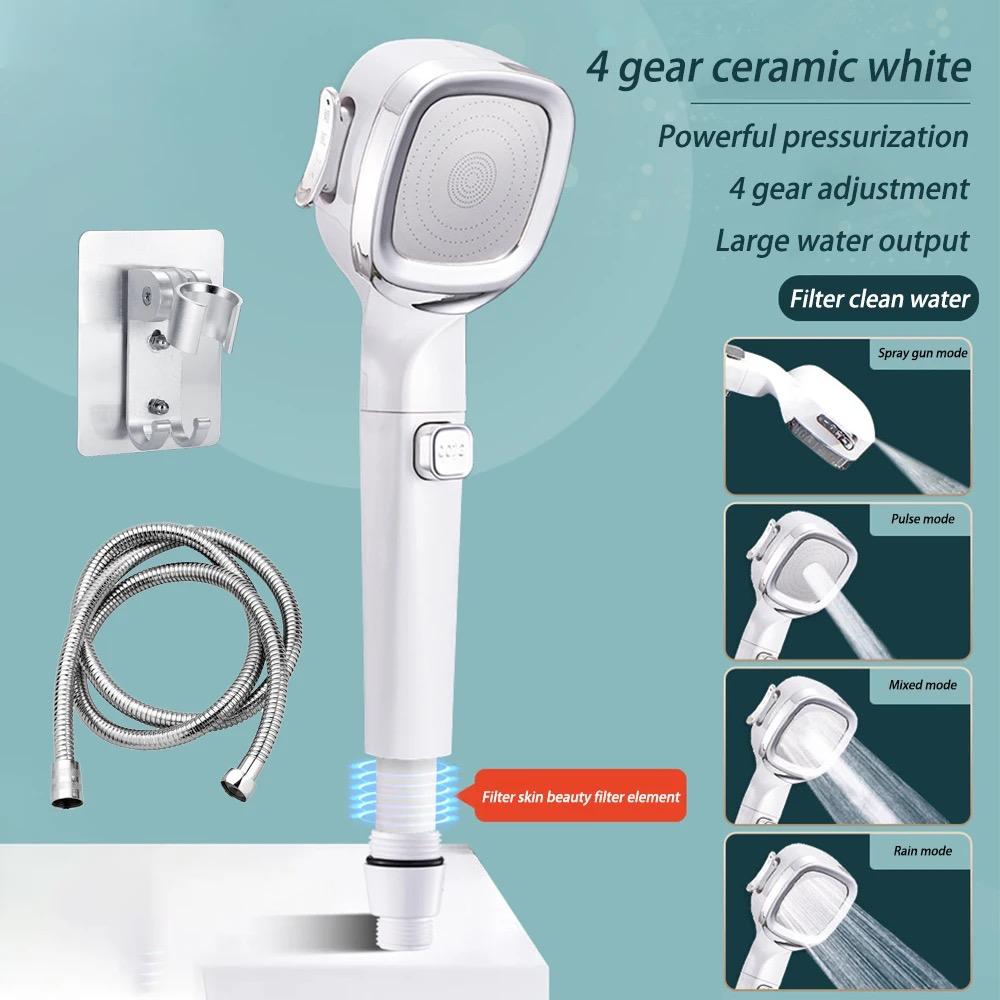 4 gear ceramic white
Powerful pressurization
4 gear adjustment
Large water output
Filter clean water
Spray gun mode
Pulse mode
Mixed mode
Rain mode
Filter skin beauty filter element